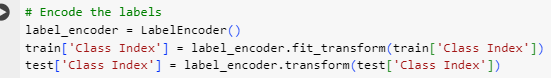 # Encode the labels
label_encoder = LabelEncoder()
train['Class Index'] = label_encoder.fit_transform(train['Class Index'])
test['Class Index'] = label_encoder.transform(test['Class Index'])